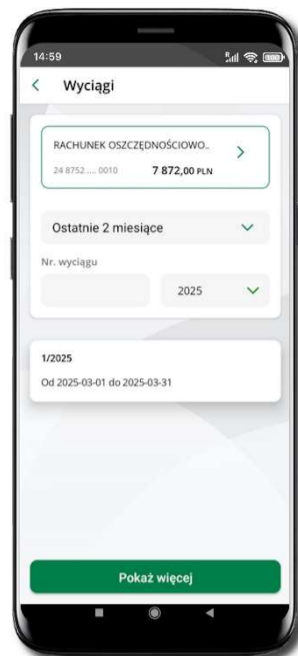 14:59
100
Wyciągi
RACHUNEK OSZCZĘDNOŚCIOWO..
24 8752 .... 0010 7 872,00 PLN
Ostatnie 2 miesiące
Nr. wyciągu
2025
1/2025
Od 2025-03-01 do 2025-03-31
Pokaż więcej